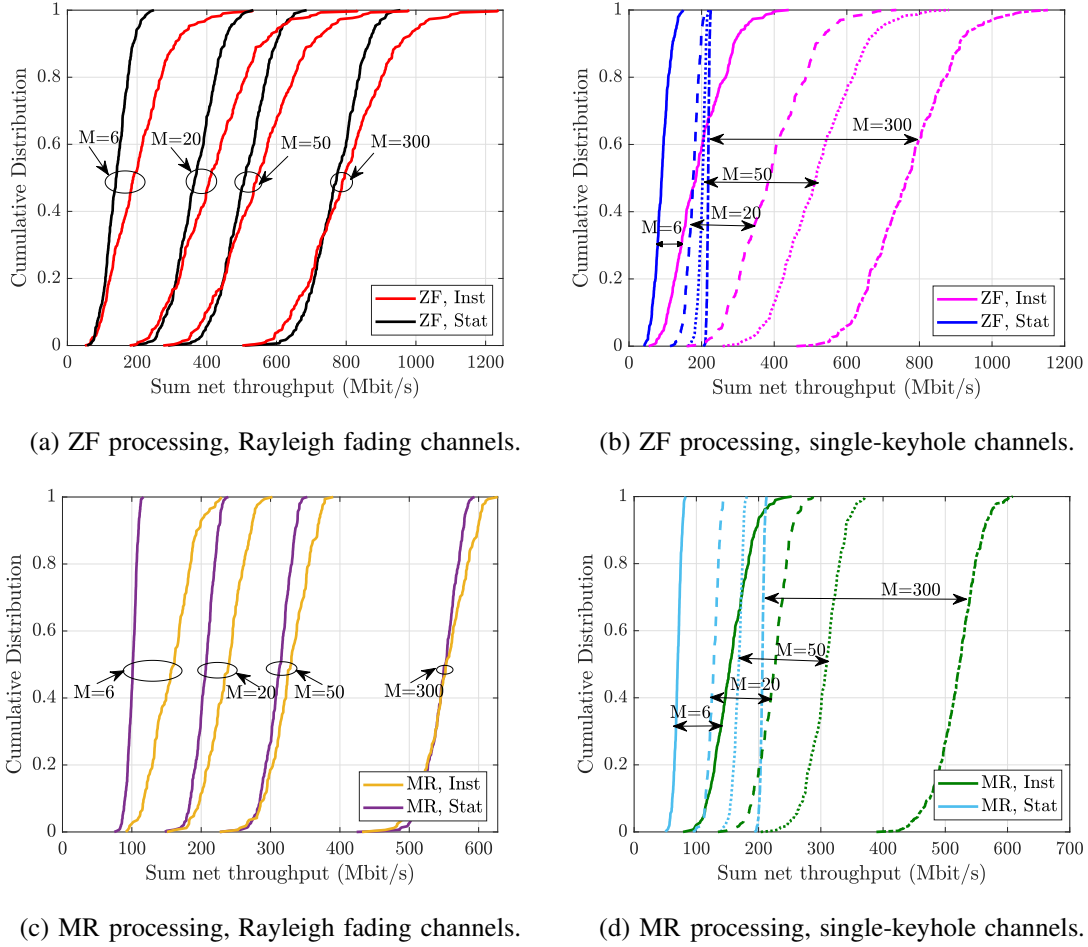 1
0.8
0.6
0.4
0.2
0
Cumulative Distribution
M=6
M=20
M=50
M=300
ZF, Inst
ZF, Stat
0 200 400 600 800 1000 1200
Sum net throughput (Mbit/s)
(a) ZF processing, Rayleigh fading channels.
1
0.8
0.6
0.4
0.2
0
Cumulative Distribution
M=300
M=50
M=20
M=6
ZF, Inst
ZF, Stat
0 200 400 600 800 1000 1200
Sum net throughput (Mbit/s)
(b) ZF processing, single-keyhole channels.
1
0.8
0.6
0.4
0.2
0
Cumulative Distribution
M=6
M=20
M=50
M=300
MR, Inst
MR, Stat
0 100 200 300 400 500 600
Sum net throughput (Mbit/s)
(c) MR processing, Rayleigh fading channels.
1
0.8
0.6
0.4
0.2
0
Cumulative Distribution
M=300
M=50
M=20
M=6
MR, Inst
MR, Stat
0 100 200 300 400 500 600 700
Sum net throughput (Mbit/s)
(d) MR processing, single-keyhole channels.